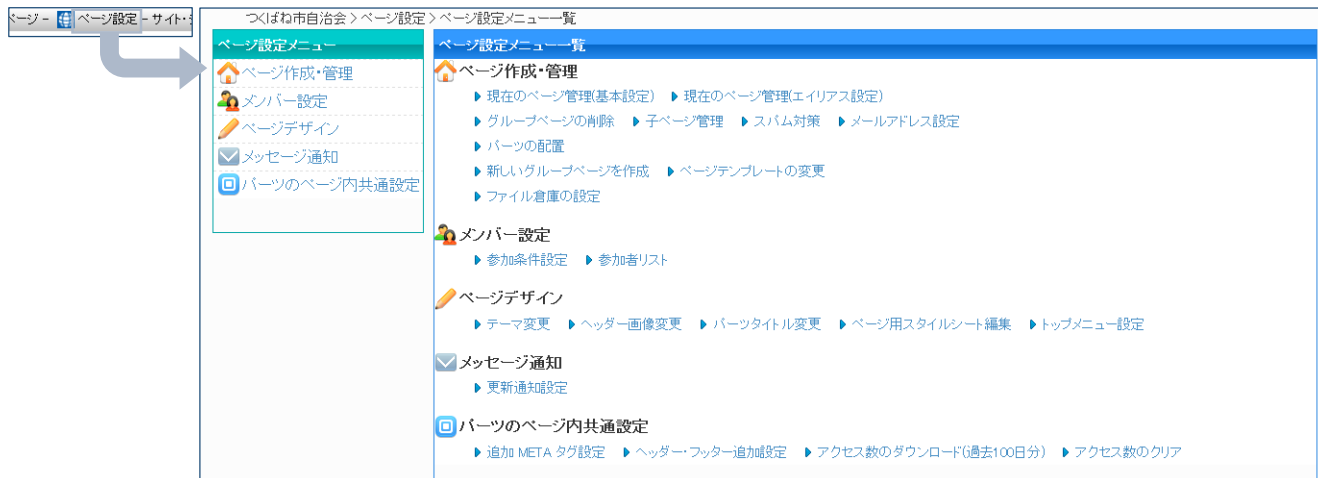 ページ - ページ設定 - サイト・
つくばね市自治会 > ページ設定 > ページ設定メニュー一覧
ページ設定メニュー
ページ作成・管理
メンバー設定
ページデザイン
メッセージ通知
パーツのページ内共通設定
ページ設定メニュー一覧
ページ作成・管理
現在のページ管理(基本設定) 現在のページ管理(エイリアス設定)
グループページの削除 子ページ管理 スパム対策 メールアドレス設定
パーツの配置
新しいグループページを作成 ページテンプレートの変更
ファイル倉庫の設定
メンバー設定
参加条件設定 参加者リスト
ページデザイン
テーマ変更 ヘッダー画像変更 パーツタイトル変更 ページ用スタイルシート編集 トップメニュー設定
メッセージ通知
更新通知設定
パーツのページ内共通設定
追加 META タグ設定 ヘッダー・フッター追加設定 アクセス数のダウンロード(過去100日分) アクセス数のクリア